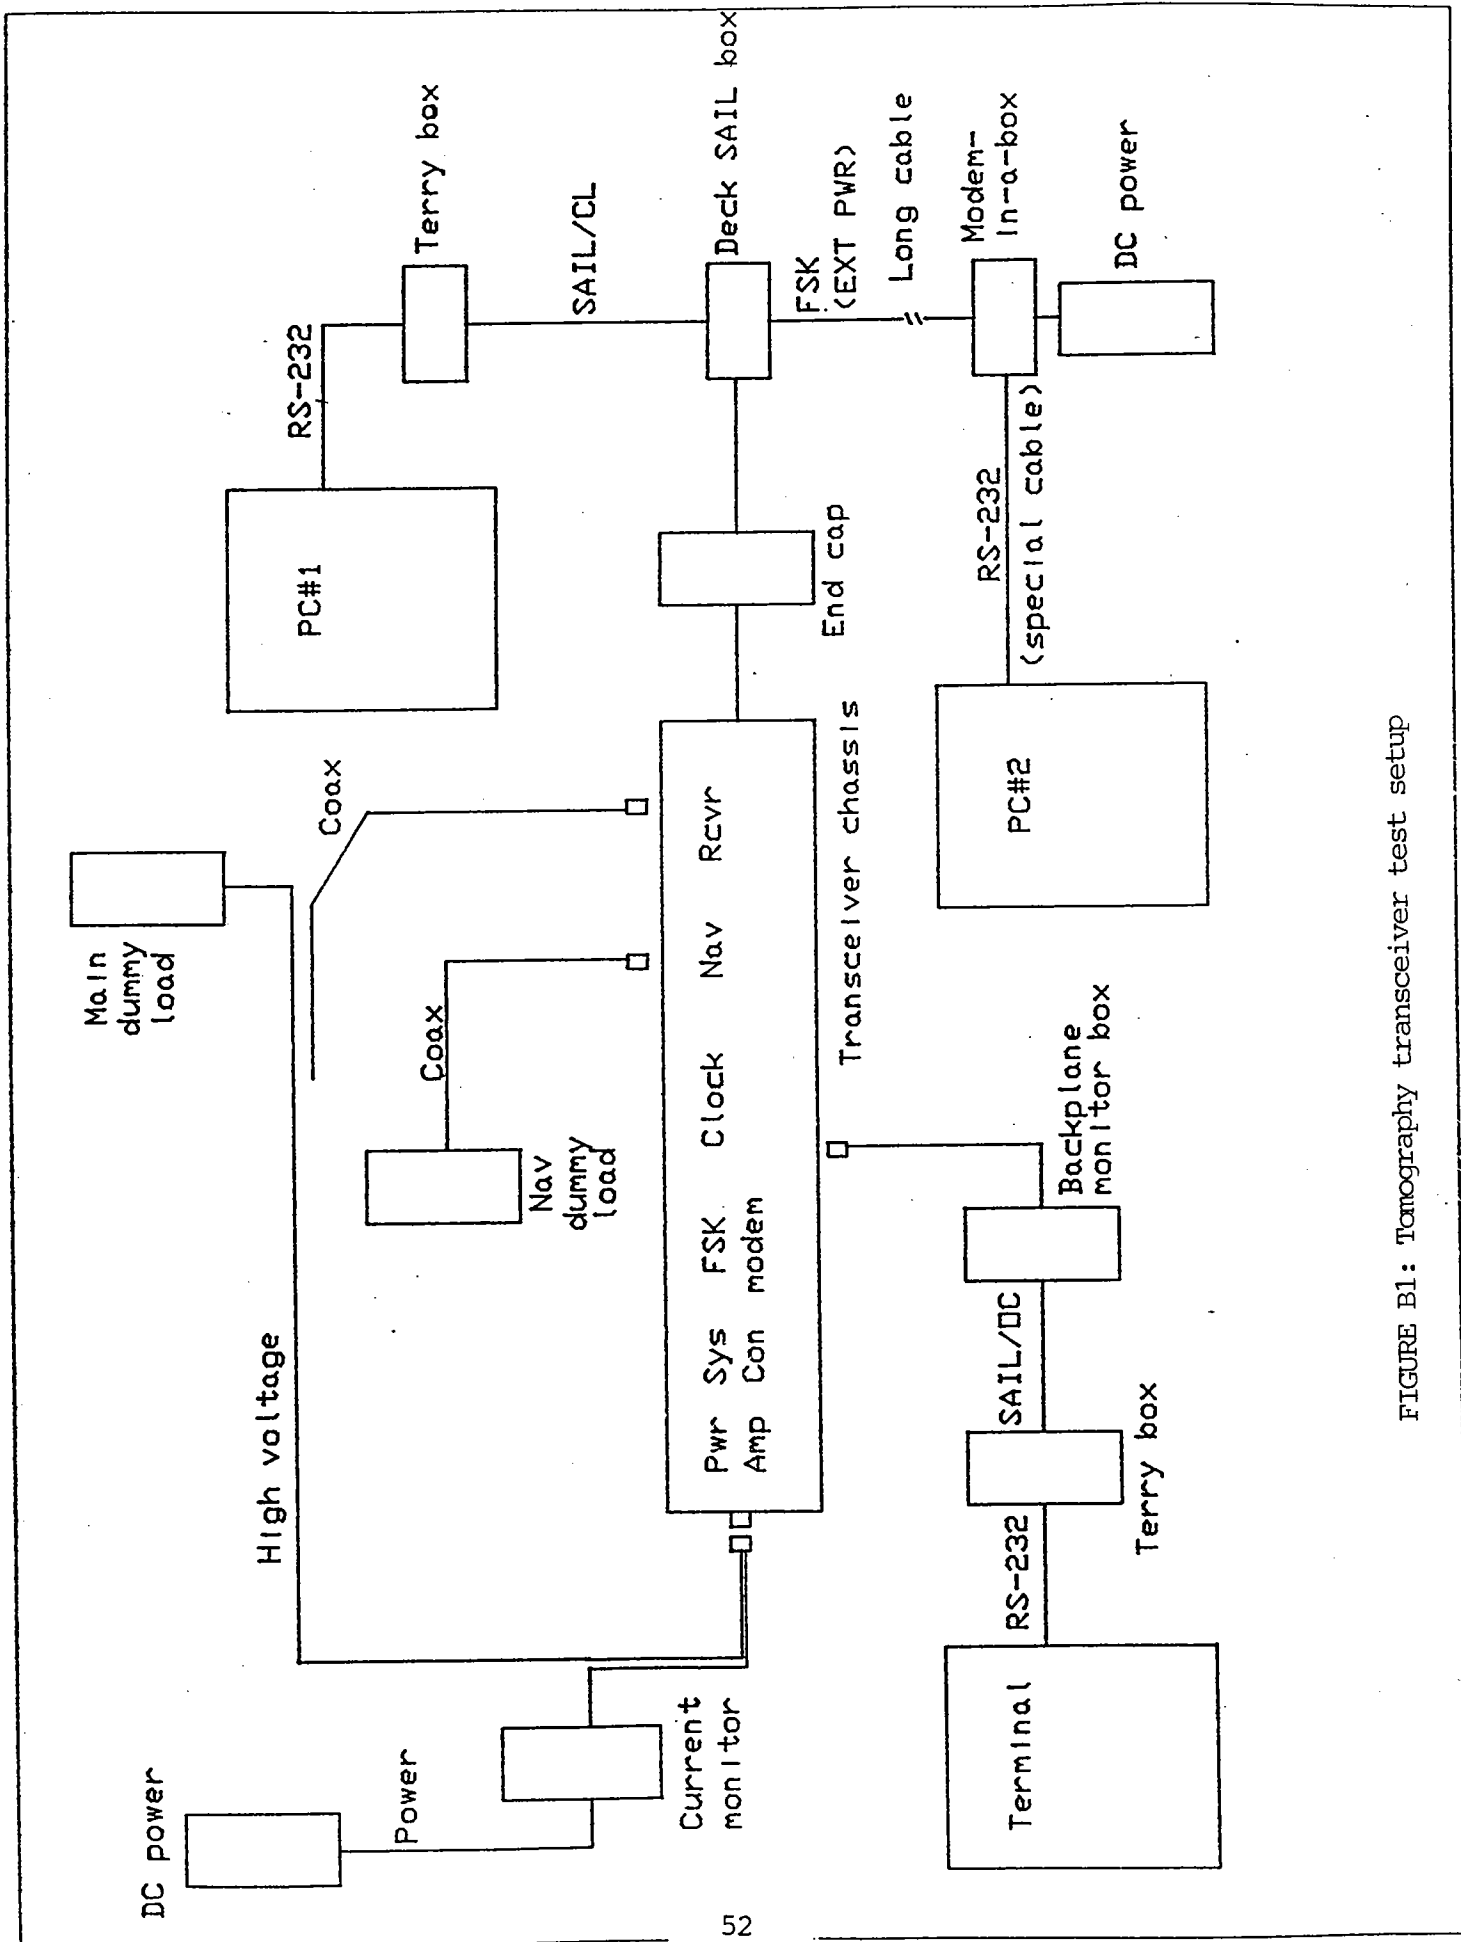 DC power
Power
Current
monitor
High voltage
Main
dummy
load
Coax
Nav
dummy
load
Coax
PC#1
RS-232
Terry box
SAIL/CL
Deck SAIL box
Pwr Sys FSK Clock Nav Rcvr
Amp Con modem
Transceiver chassis
End cap
FSK
(EXT PWR)
Long cable
Modem-
in-a-box
DC power
RS-232
(special cable)
PC#2
Backplane
monitor box
SAIL/OC
Terry box
RS-232
Terminal
FIGURE B1: Tomography transceiver test setup
52